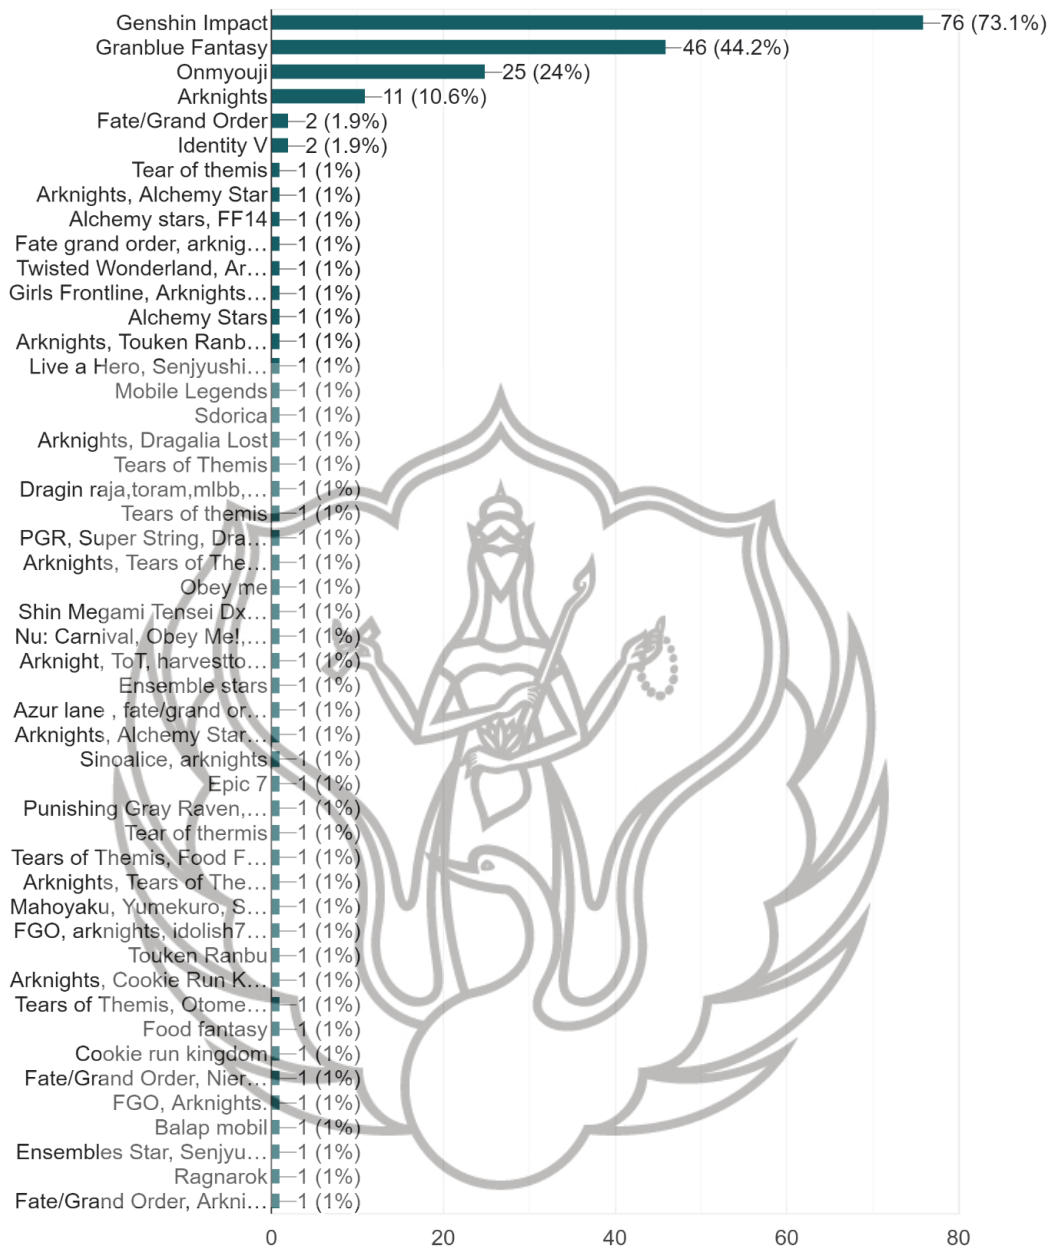 Genshin Impact 76 (73.1%)
Granblue Fantasy 46 (44.2%)
Onmyouji 25 (24%)
Arknights 11 (10.6%)
Fate/Grand Order 2 (1.9%)
Identity V 2 (1.9%)
Tear of themis 1 (1%)
Arknights, Alchemy Star 1 (1%)
Alchemy stars, FF14 1 (1%)
Fate grand order, arknig… 1 (1%)
Twisted Wonderland, Ar… 1 (1%)
Girls Frontline, Arknights… 1 (1%)
Alchemy Stars 1 (1%)
Arknights, Touken Ranb… 1 (1%)
Live a Hero, Senjyushi… 1 (1%)
Mobile Legends 1 (1%)
Sdorica 1 (1%)
Arknights, Dragalia Lost 1 (1%)
Tears of Themis 1 (1%)
Dragin raja,toram,mlbb,… 1 (1%)
Tears of themis 1 (1%)
PGR, Super String, Dra… 1 (1%)
Arknights, Tears of The… 1 (1%)
Obey me 1 (1%)
Shin Megami Tensei Dx… 1 (1%)
Nu: Carnival, Obey Me!,… 1 (1%)
Arknight, ToT, harvestto… 1 (1%)
Ensemble stars 1 (1%)
Azur lane , fate/grand or… 1 (1%)
Arknights, Alchemy Star… 1 (1%)
Sinoalice, arknights 1 (1%)
Epic 7 1 (1%)
Punishing Gray Raven,… 1 (1%)
Tear of thermis 1 (1%)
Tears of Themis, Food F… 1 (1%)
Arknights, Tears of The… 1 (1%)
Mahoyaku, Yumekuro, S… 1 (1%)
FGO, arknights, idolish7… 1 (1%)
Touken Ranbu 1 (1%)
Arknights, Cookie Run K… 1 (1%)
Tears of Themis, Otome… 1 (1%)
Food fantasy 1 (1%)
Cookie run kingdom 1 (1%)
Fate/Grand Order, Nier… 1 (1%)
FGO, Arknights. 1 (1%)
Balap mobil 1 (1%)
Ensembles Star, Senjyu… 1 (1%)
Ragnarok 1 (1%)
Fate/Grand Order, Arkni… 1 (1%)
0 20 40 60 80